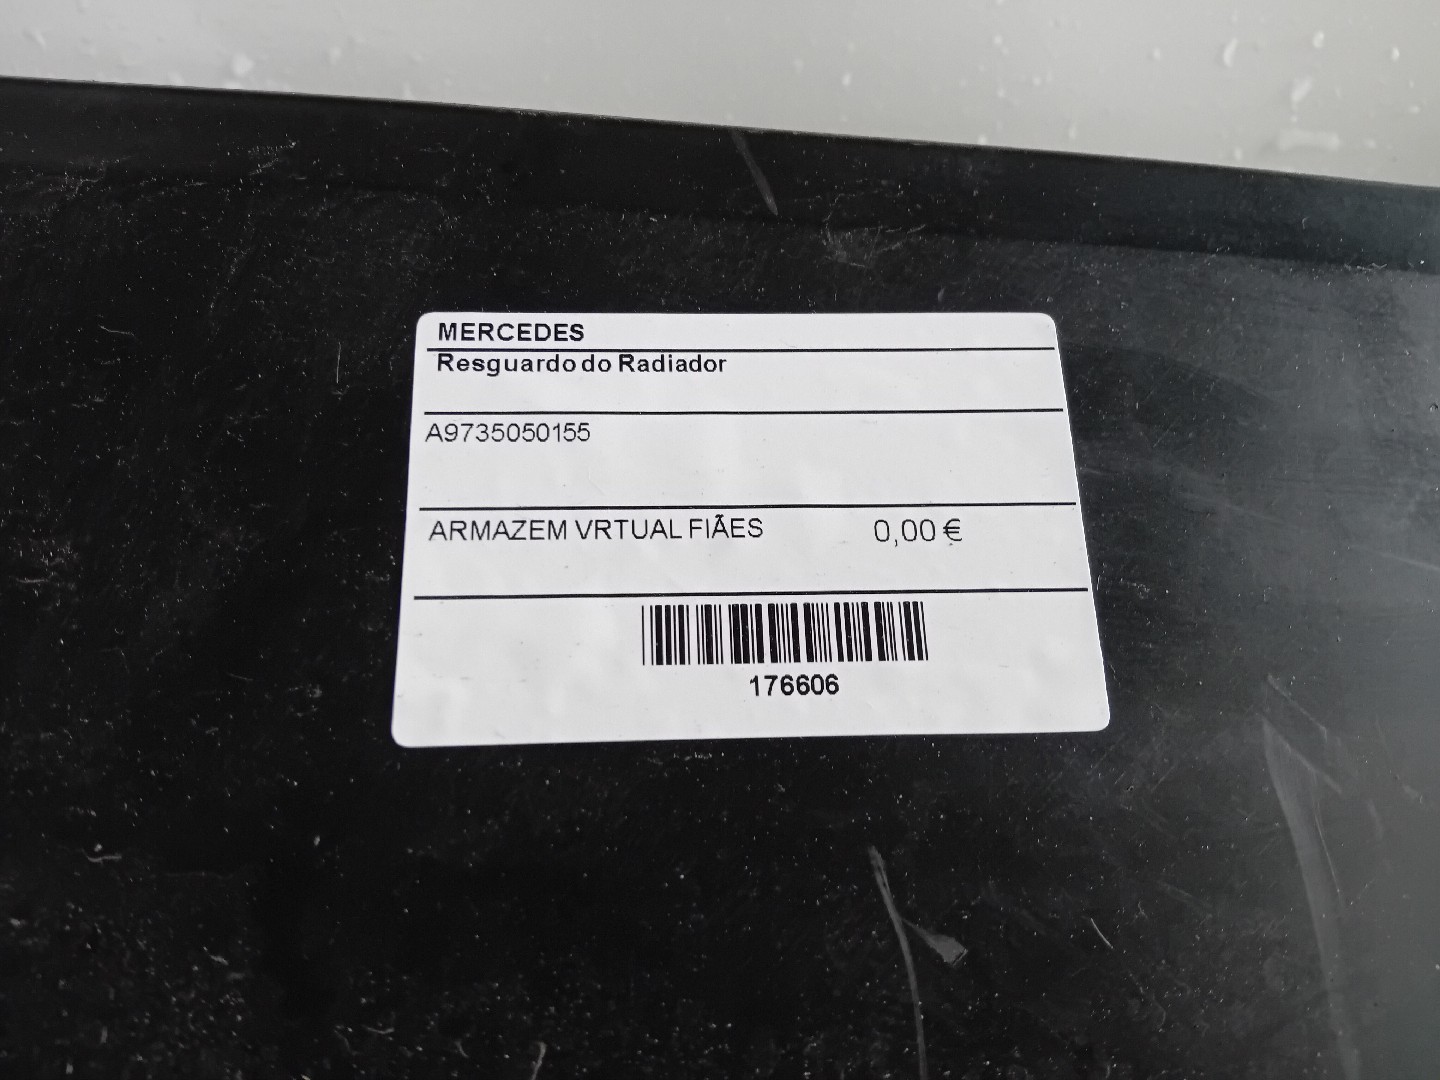 MERCEDES
Resguardo do Radiador
A9735050155
ARMAZEM VRTUAL FIÃES 0,00 €
176606